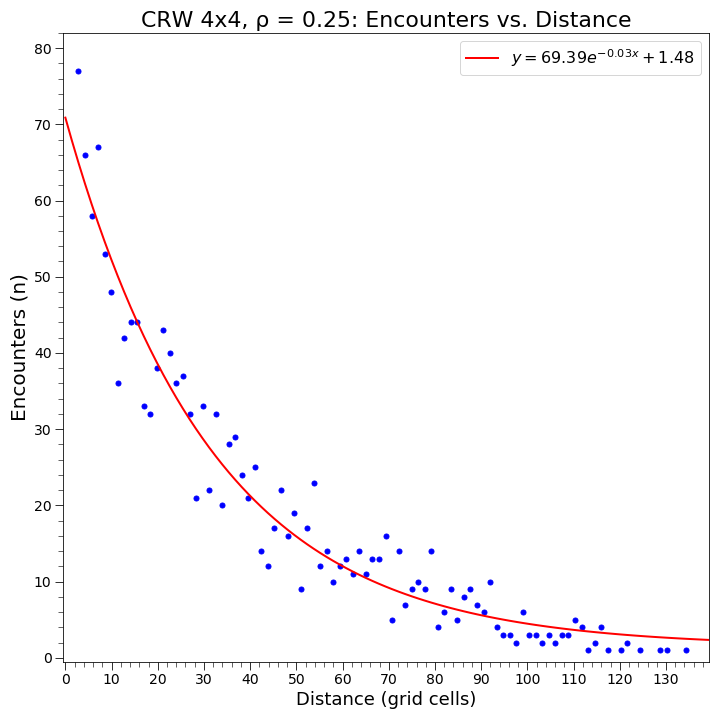 CRW 4x4, ρ = 0.25: Encounters vs. Distance
y = 69.39e^{-0.03x} + 1.48
Encounters (n)
80
70
60
50
40
30
20
10
0
0 10 20 30 40 50 60 70 80 90 100 110 120 130
Distance (grid cells)